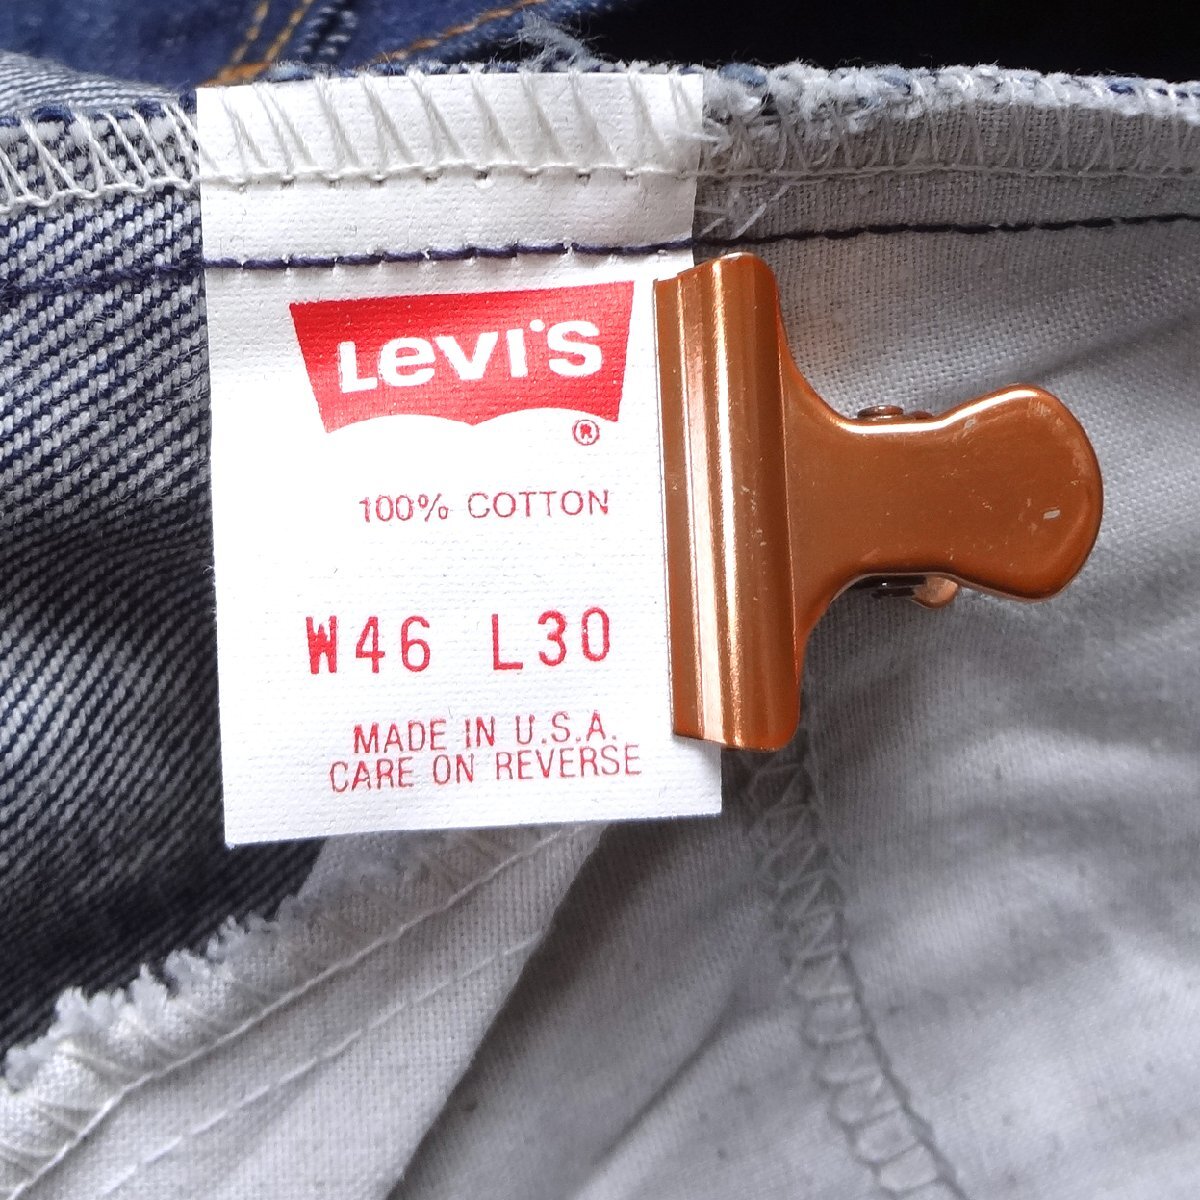 Levi's
®
100% COTTON
W46 L30
MADE IN U.S.A.
CARE ON REVERSE